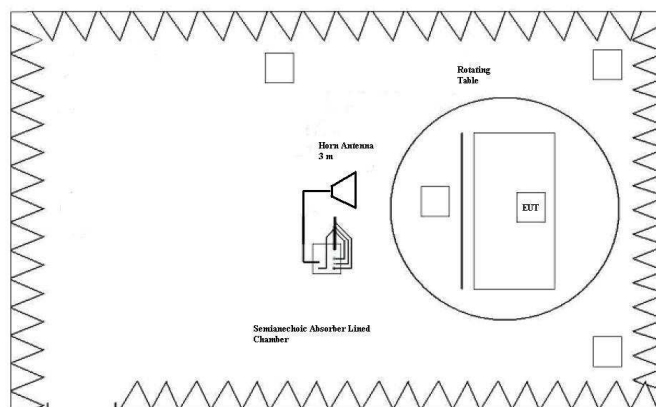 Rotating
Table
Horn Antenna
3 m
EUT
Semianechoic Absorber Lined
Chamber